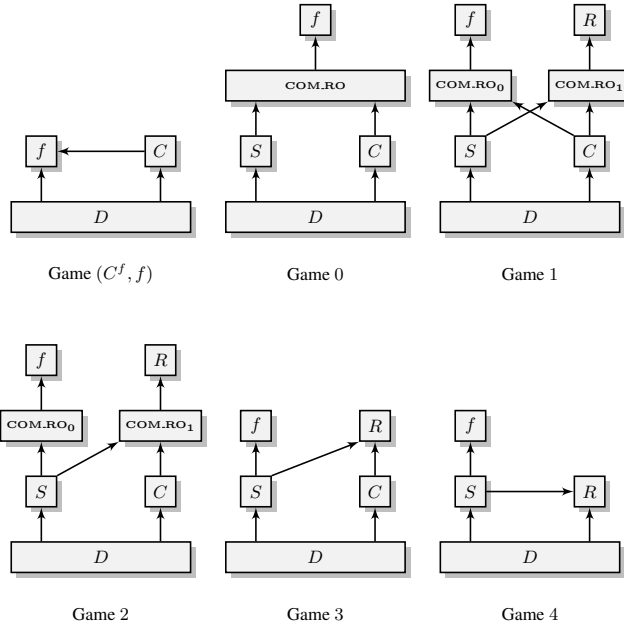 f R
f COM.RO COM.RO₀ COM.RO₁
f C S C S C
D D D
Game (Cᶠ, f) Game 0 Game 1
f R
COM.RO₀ COM.RO₁ f R f
S C S C S R
D D D
Game 2 Game 3 Game 4